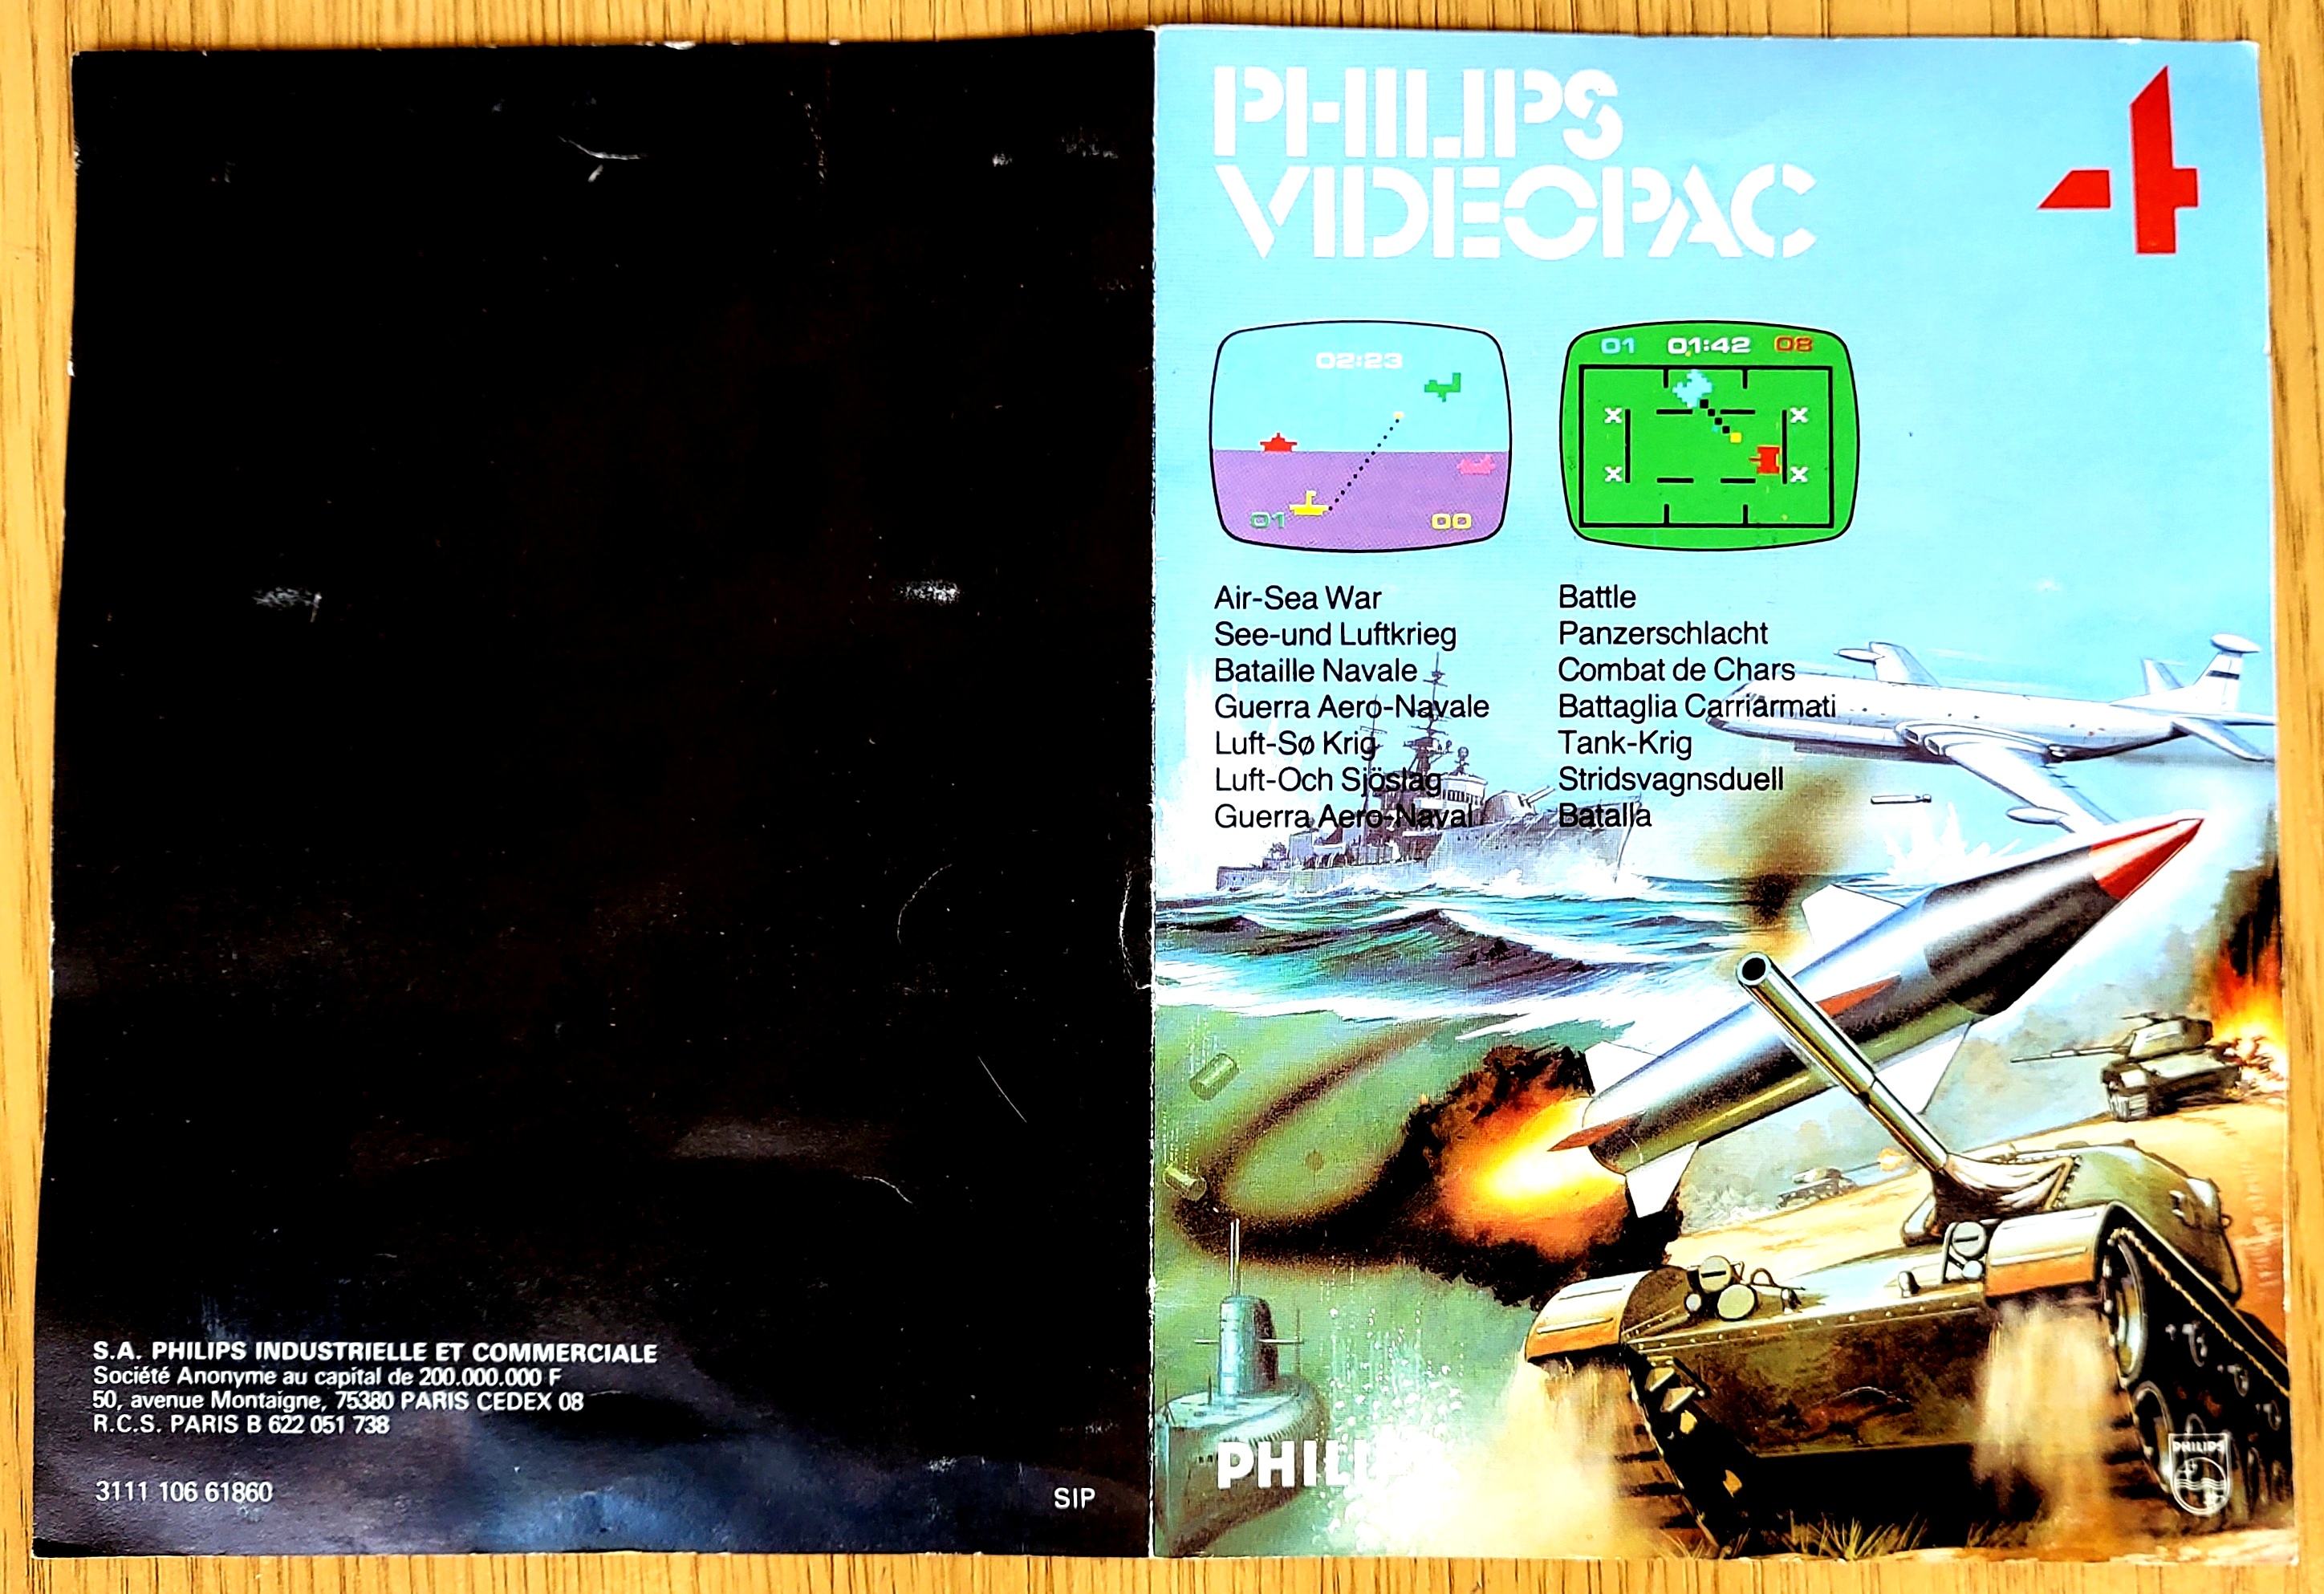 S.A. PHILIPS INDUSTRIELLE ET COMMERCIALE
Société Anonyme au capital de 200.000.000 F
50, avenue Montaigne, 75380 PARIS CEDEX 08
R.C.S. PARIS B 622 051 738
3111 106 61860
SIP
PHILIPS
VIDEOPAC
4
02:23
01
00
01 01:42 08
X X
X X
Air-Sea War
See-und Luftkrieg
Bataille Navale
Guerra Aero-Navale
Luft-Sø Krig
Luft-Och Sjöslag
Guerra Aero-Naval
Battle
Panzerschlacht
Combat de Chars
Battaglia Carriarmati
Tank-Krig
Stridsvagnsduell
Batalla
PHILIPS
PHILIPS